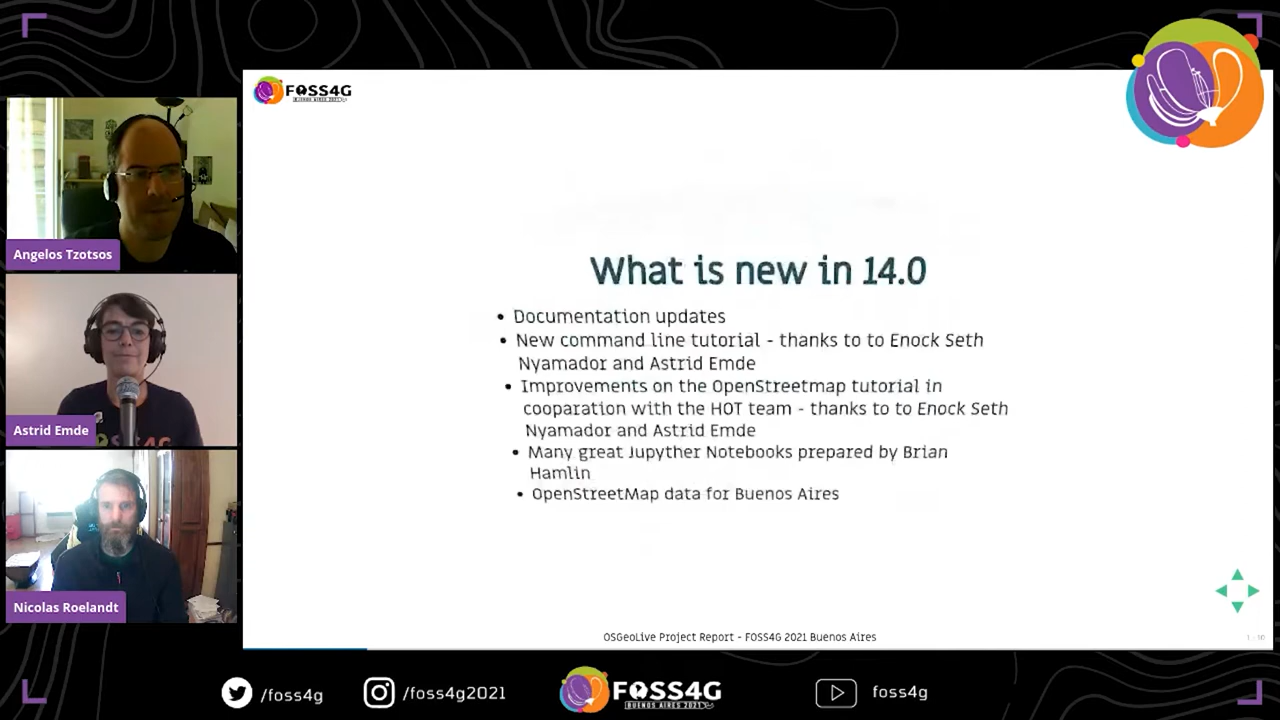 FOSS4G
BUENOS AIRES 2021
What is new in 14.0
• Documentation updates
• New command line tutorial - thanks to to Enock Seth
Nyamador and Astrid Emde
• Improvements on the OpenStreetmap tutorial in
cooparation with the HOT team - thanks to to Enock Seth
Nyamador and Astrid Emde
• Many great Jupyther Notebooks prepared by Brian
Hamlin
• OpenStreetMap data for Buenos Aires
OSGeoLive Project Report - FOSS4G 2021 Buenos Aires
Angelos Tzotsos
Astrid Emde
Nicolas Roelandt
/foss4g
/foss4g2021
FOSS4G
BUENOS AIRES 2021
foss4g